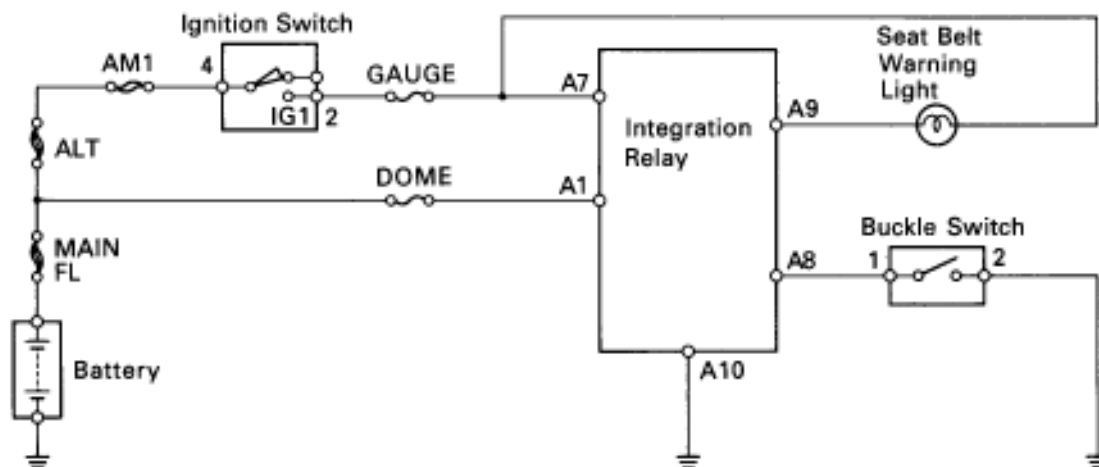 Ignition Switch
AM1
4
IG1
2
GAUGE
A7
Integration
Relay
A9
Seat Belt
Warning
Light
ALT
DOME
A1
MAIN
FL
Buckle Switch
A8
1
2
A10
Battery